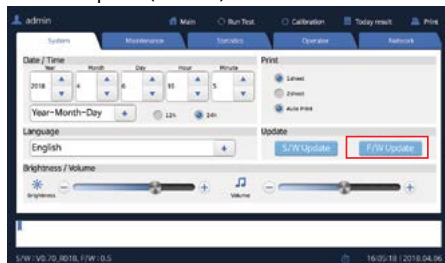 admin
Main
Run Test
Calibration
Today result
Print
System
Maintenance
Statistics
Operator
Network
Date / Time
Year Month Day Hour Minute
2018 4 6 10 5
Year-Month-Day
12h
24h
Print
1sheet
2sheet
Auto Print
Language
English
Update
S/W Update
F/W Update
Brightness / Volume
Brightness
Volume
S/W : V0.70_R018, F/W : 0.5
16:05:18 | 2018.04.06